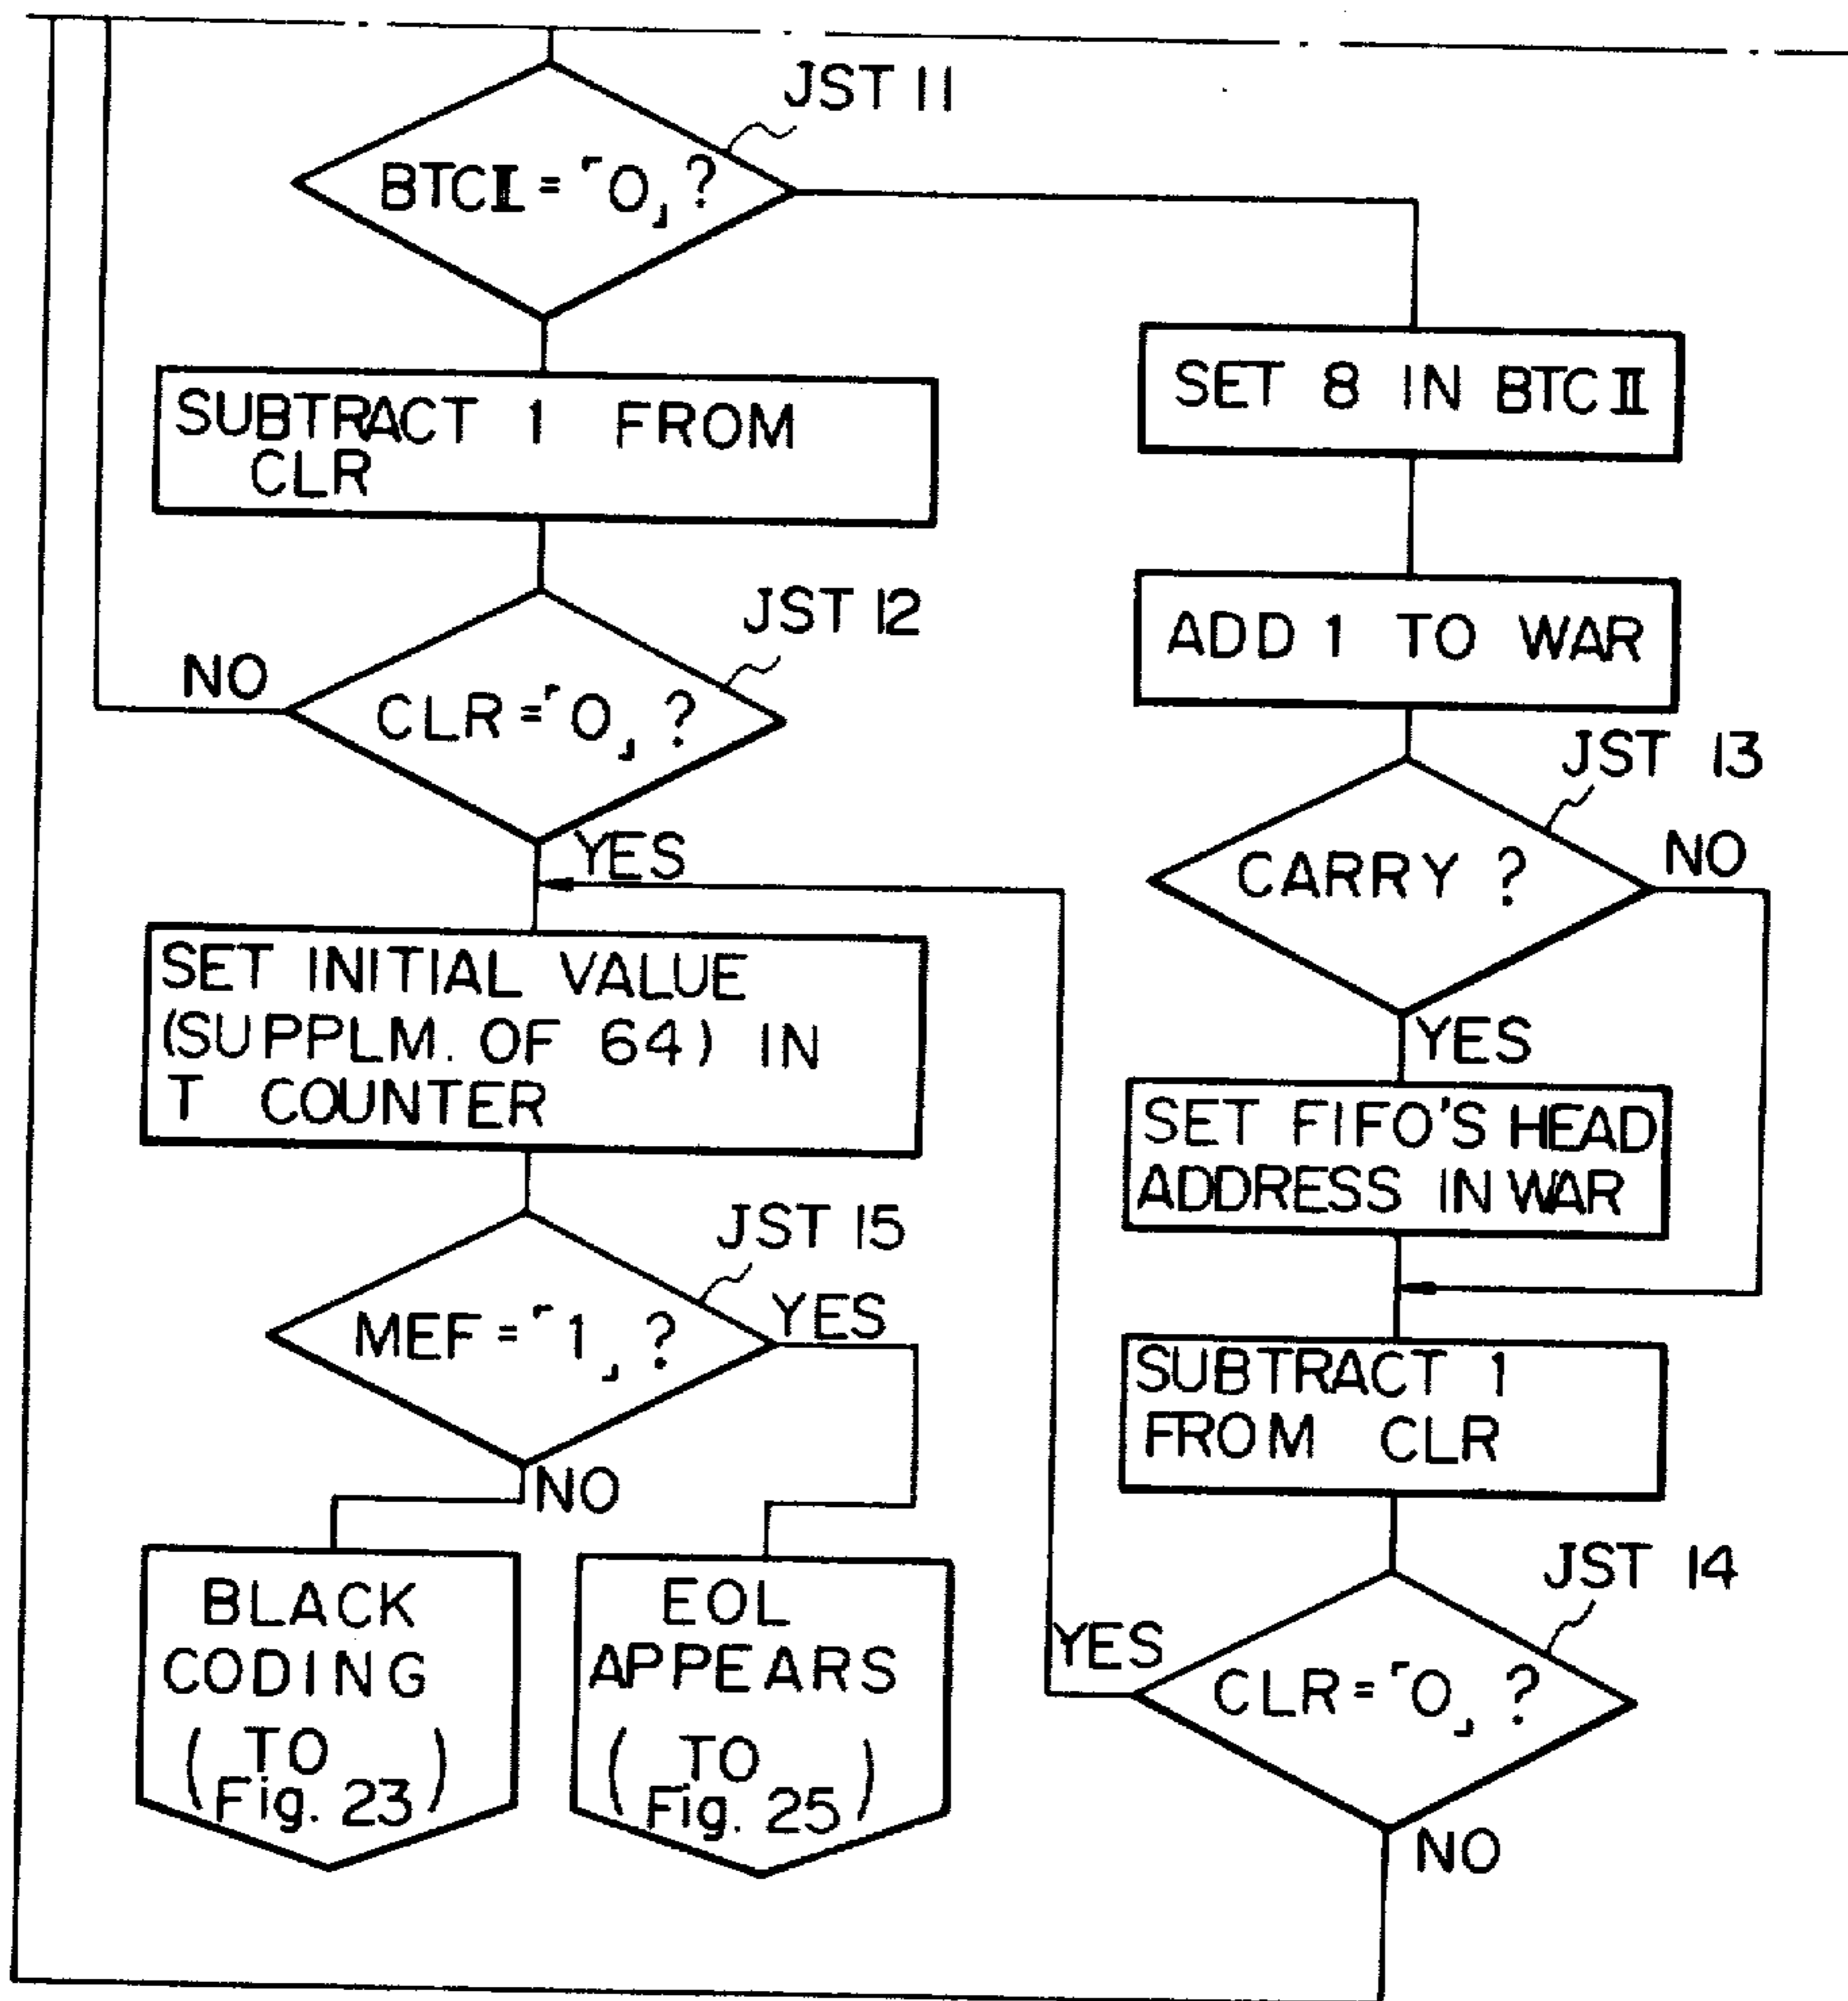 JST 11
BTCII = 「0」 ?
SUBTRACT 1 FROM
CLR
SET 8 IN BTC II
ADD 1 TO WAR
JST 12
NO
CLR = 「0」 ?
YES
JST 13
CARRY ?
NO
YES
SET INITIAL VALUE
(SUPPLM. OF 64) IN
T COUNTER
SET FIFO'S HEAD
ADDRESS IN WAR
JST 15
MEF = 「1」 ?
YES
NO
SUBTRACT 1
FROM CLR
JST 14
YES
CLR = 「0」 ?
NO
BLACK
CODING
( TO
Fig. 23 )
EOL
APPEARS
( TO
Fig. 25 )